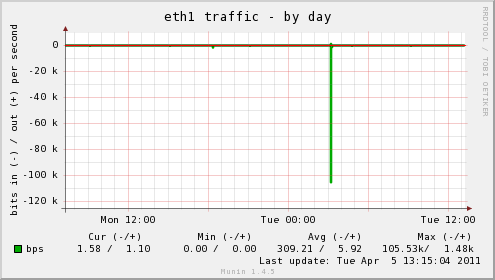 eth1 traffic - by day
RRDTOOL / TOBI OETIKER
bits in (-) / out (+) per second
0
-20 k
-40 k
-60 k
-80 k
-100 k
-120 k
Mon 12:00 Tue 00:00 Tue 12:00
Cur (-/+) Min (-/+) Avg (-/+) Max (-/+)
bps 1.58 / 1.10 0.00 / 0.00 309.21 / 5.92 105.53k/ 1.48k
Last update: Tue Apr 5 13:15:04 2011
Munin 1.4.5